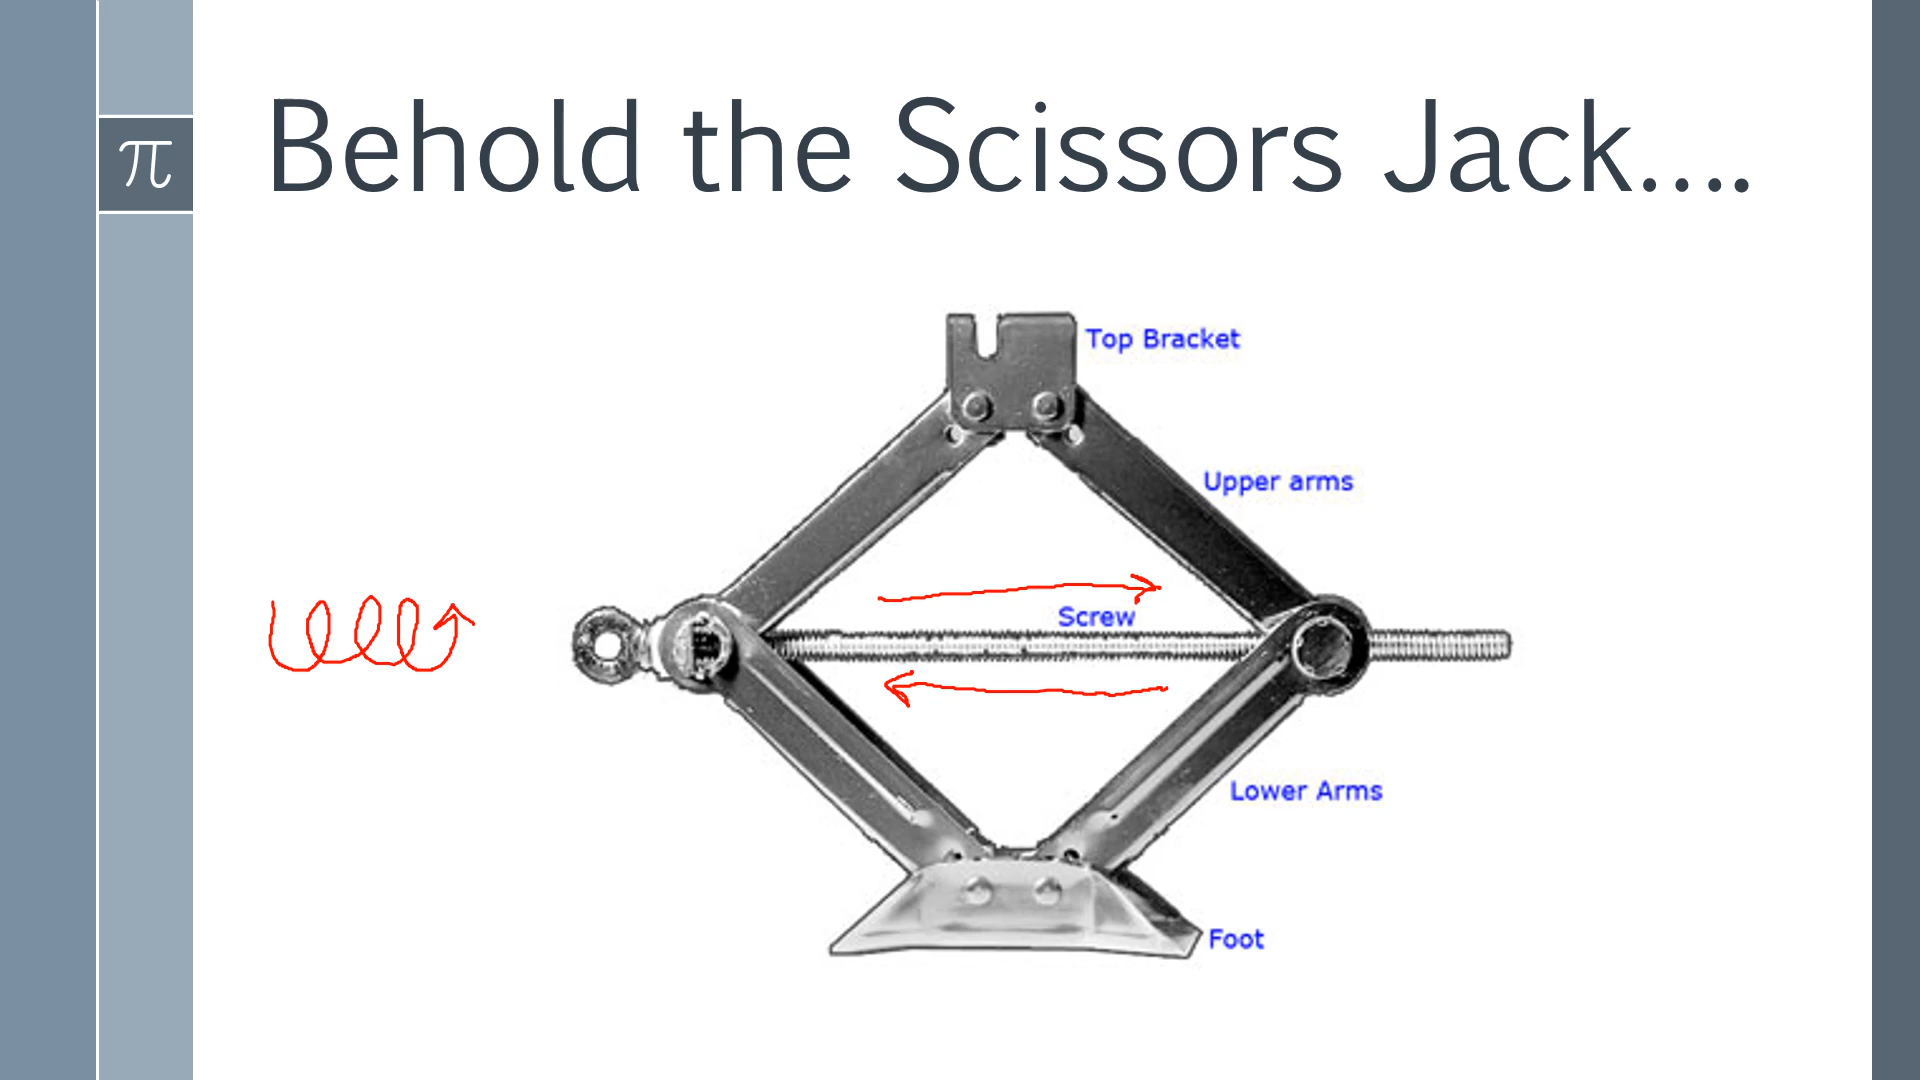 Behold the Scissors Jack....
π
Top Bracket
Upper arms
Screw
Lower Arms
Foot